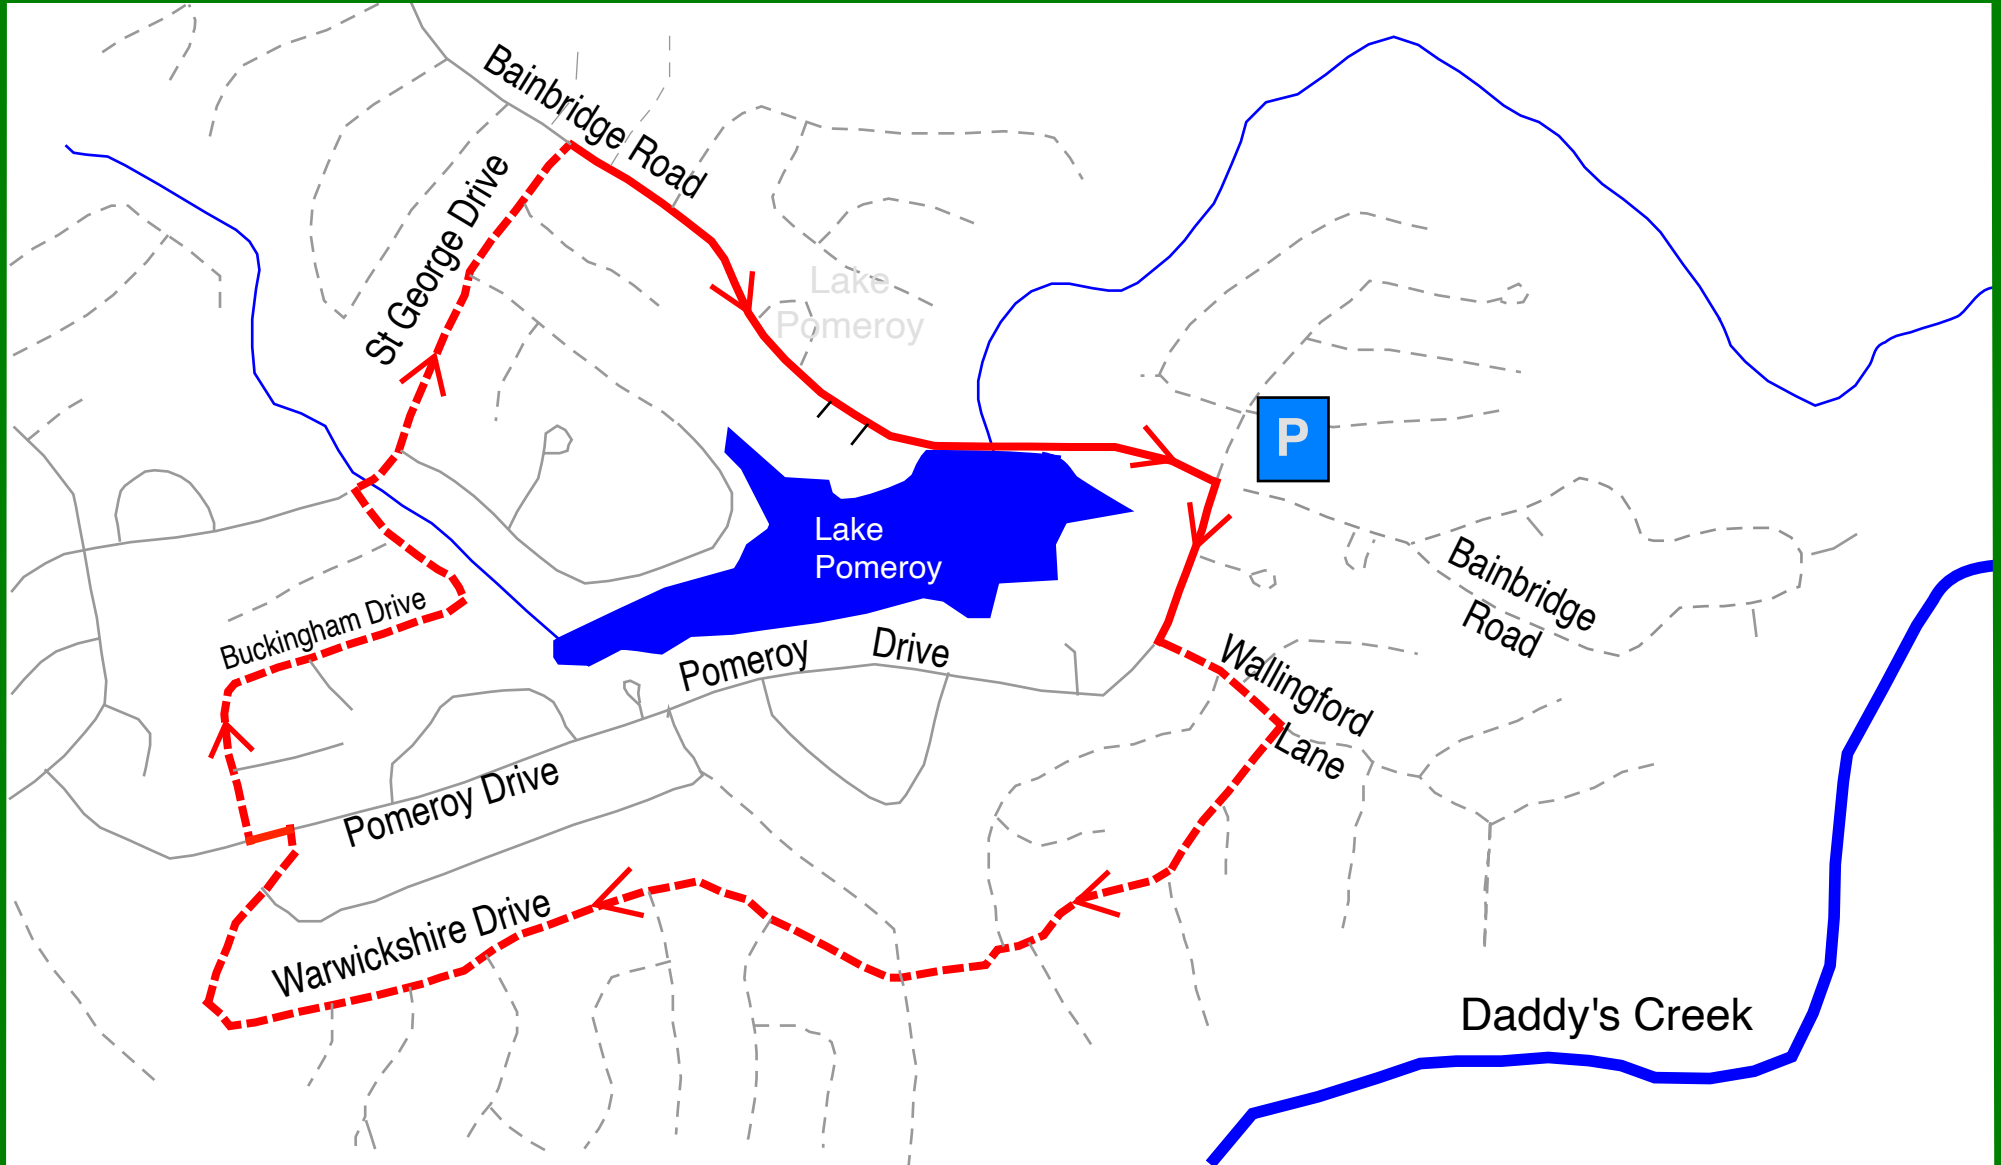 Bainbridge Road
St George Drive
Lake
Pomeroy
P
Lake
Pomeroy
Bainbridge
Road
Buckingham Drive
Pomeroy Drive
Wallingford
Lane
Pomeroy Drive
Warwickshire Drive
Daddy's Creek